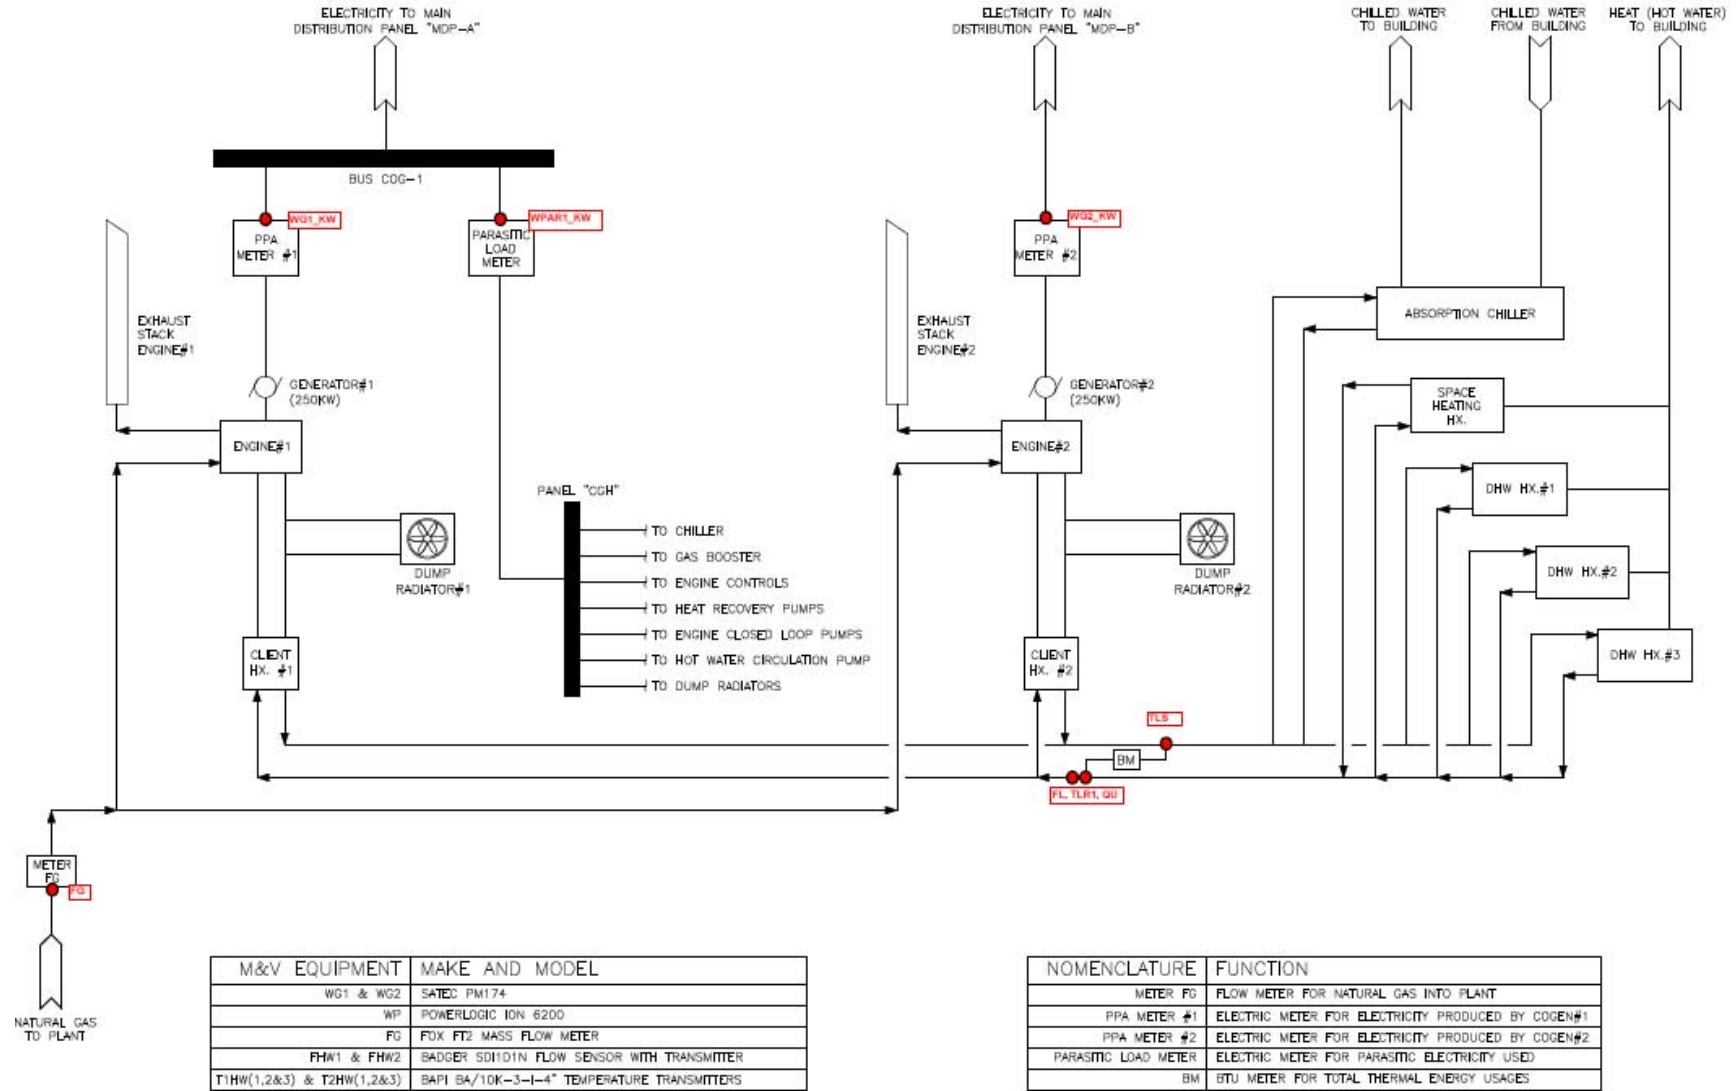 ELECTRICITY TO MAIN
DISTRIBUTION PANEL "MDP-A"
ELECTRICITY TO MAIN
DISTRIBUTION PANEL "MDP-B"
CHILLED WATER
TO BUILDING
CHILLED WATER
FROM BUILDING
HEAT (HOT WATER)
TO BUILDING
BUS COG-1
WG1_KW
PPA
METER #1
WPAR1_KW
PARASITIC
LOAD
METER
WG2_KW
PPA
METER #2
EXHAUST
STACK
ENGINE#1
GENERATOR#1
(250KW)
ENGINE#1
EXHAUST
STACK
ENGINE#2
GENERATOR#2
(250KW)
ENGINE#2
ABSORPTION CHILLER
SPACE
HEATING
HX.
DHW HX.#1
DHW HX.#2
DHW HX.#3
PANEL "CGH"
TO CHILLER
TO GAS BOOSTER
TO ENGINE CONTROLS
TO HEAT RECOVERY PUMPS
TO ENGINE CLOSED LOOP PUMPS
TO HOT WATER CIRCULATION PUMP
TO DUMP RADIATORS
DUMP
RADIATOR#1
DUMP
RADIATOR#2
CLIENT
HX. #1
CLIENT
HX. #2
TLS
BM
FL, TLR1, QU
METER
FG
FG
NATURAL GAS
TO PLANT
M&V EQUIPMENT MAKE AND MODEL
WG1 & WG2 SATEC PM174
WP POWERLOGIC ION 6200
FG FOX FT2 MASS FLOW METER
FHW1 & FHW2 BADGER SDI1D1N FLOW SENSOR WITH TRANSMITTER
T1HW(1,2&3) & T2HW(1,2&3) BAPI BA/10K-3-I-4" TEMPERATURE TRANSMITTERS
NOMENCLATURE FUNCTION
METER FG FLOW METER FOR NATURAL GAS INTO PLANT
PPA METER #1 ELECTRIC METER FOR ELECTRICITY PRODUCED BY COGEN#1
PPA METER #2 ELECTRIC METER FOR ELECTRICITY PRODUCED BY COGEN#2
PARASITIC LOAD METER ELECTRIC METER FOR PARASITIC ELECTRICITY USED
BM BTU METER FOR TOTAL THERMAL ENERGY USAGES